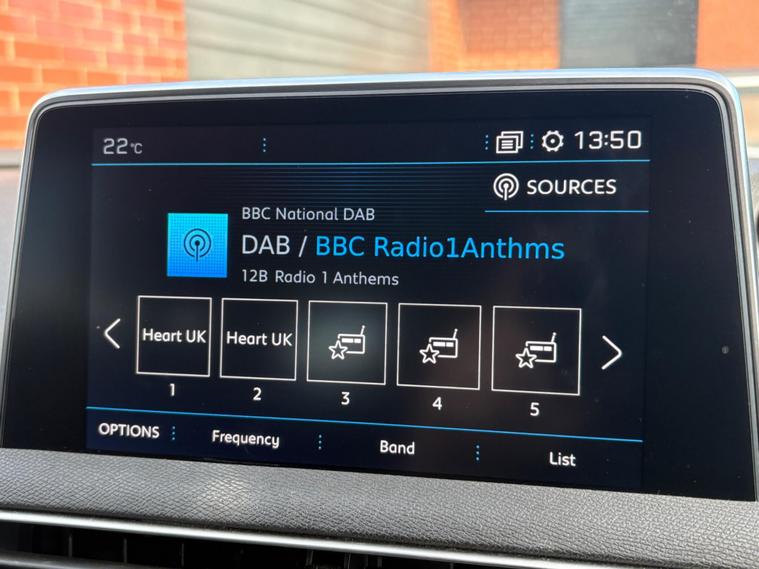 22°C 13:50
SOURCES
BBC National DAB
DAB / BBC Radio1Anthms
12B Radio 1 Anthems
Heart UK Heart UK
1 2 3 4 5
OPTIONS Frequency Band List